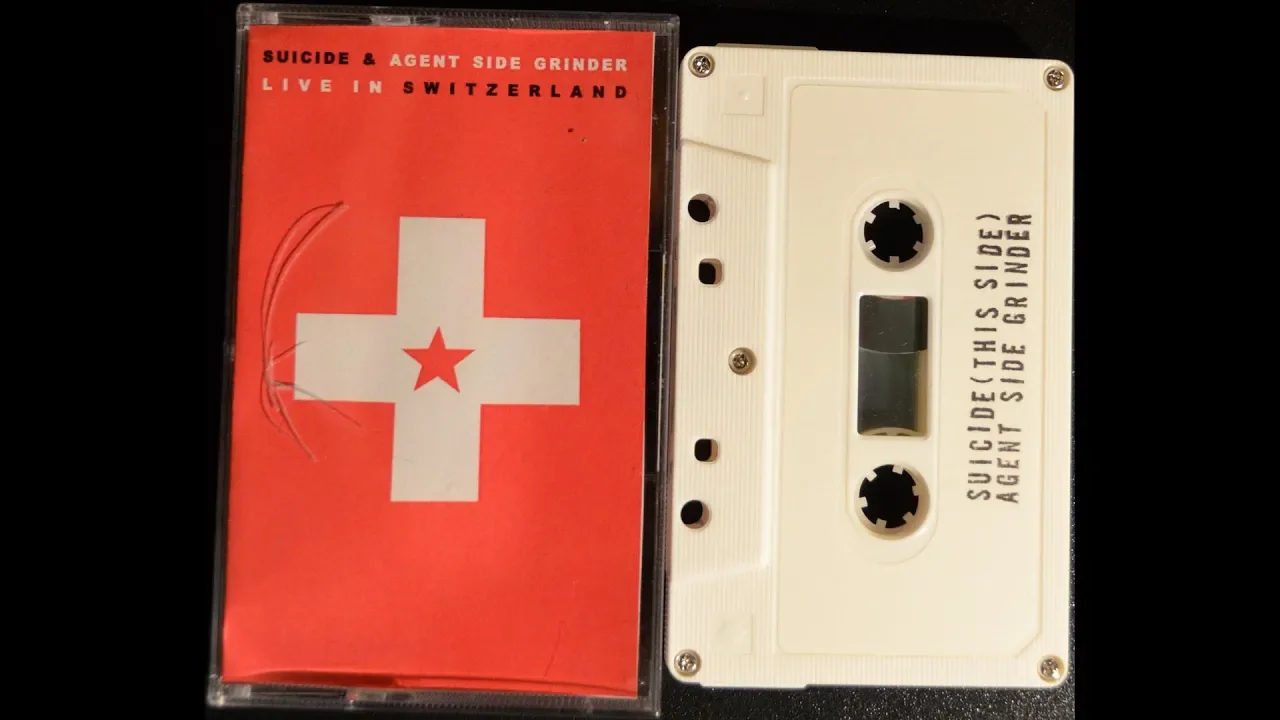 SUICIDE & AGENT SIDE GRINDER
LIVE IN SWITZERLAND
SUICIDE(THIS SIDE)
AGENT SIDE GRINDER